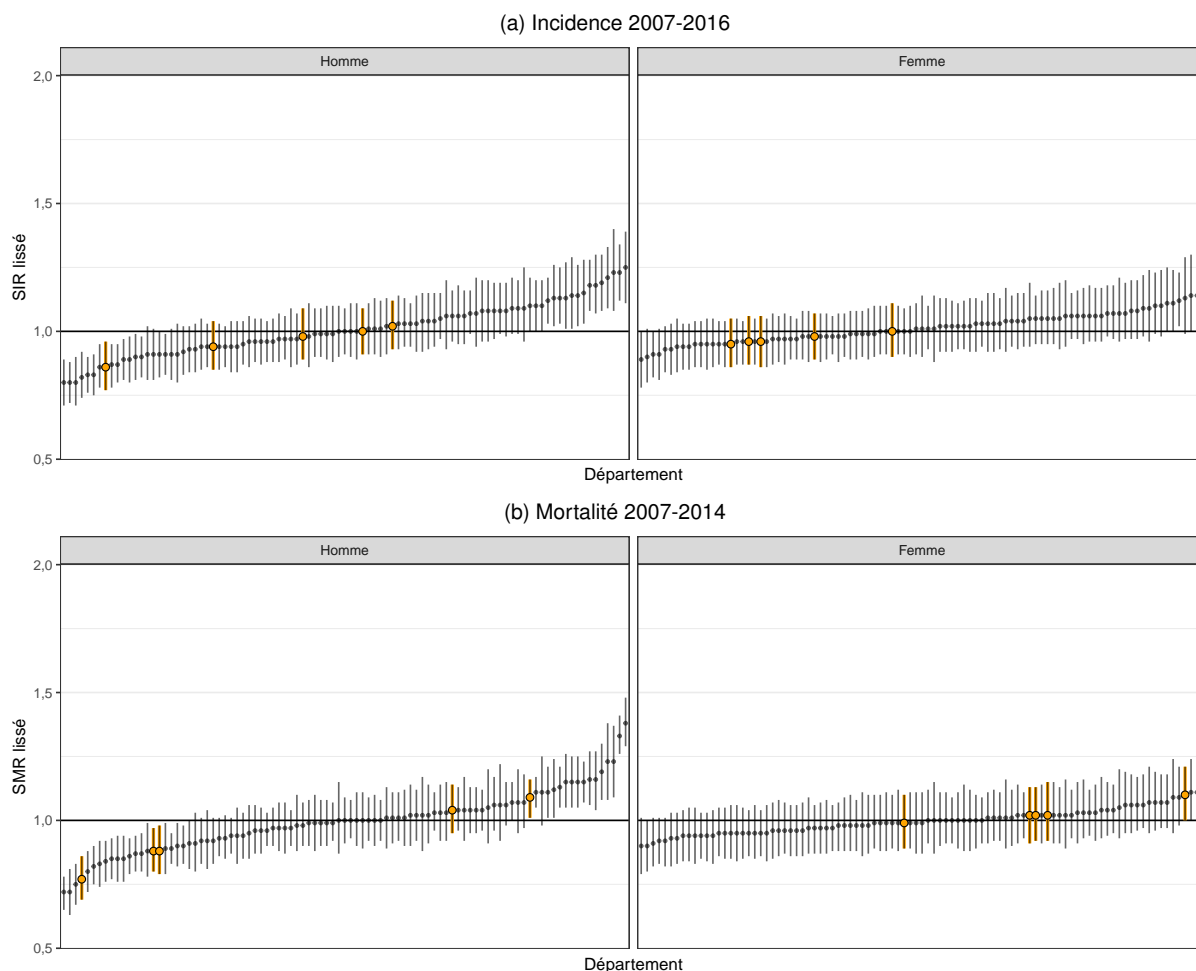 (a) Incidence 2007-2016
Homme
Femme
2,0
1,5
1,0
0,5
SIR lissé
Département
(b) Mortalité 2007-2014
Homme
Femme
2,0
1,5
1,0
0,5
SMR lissé
Département